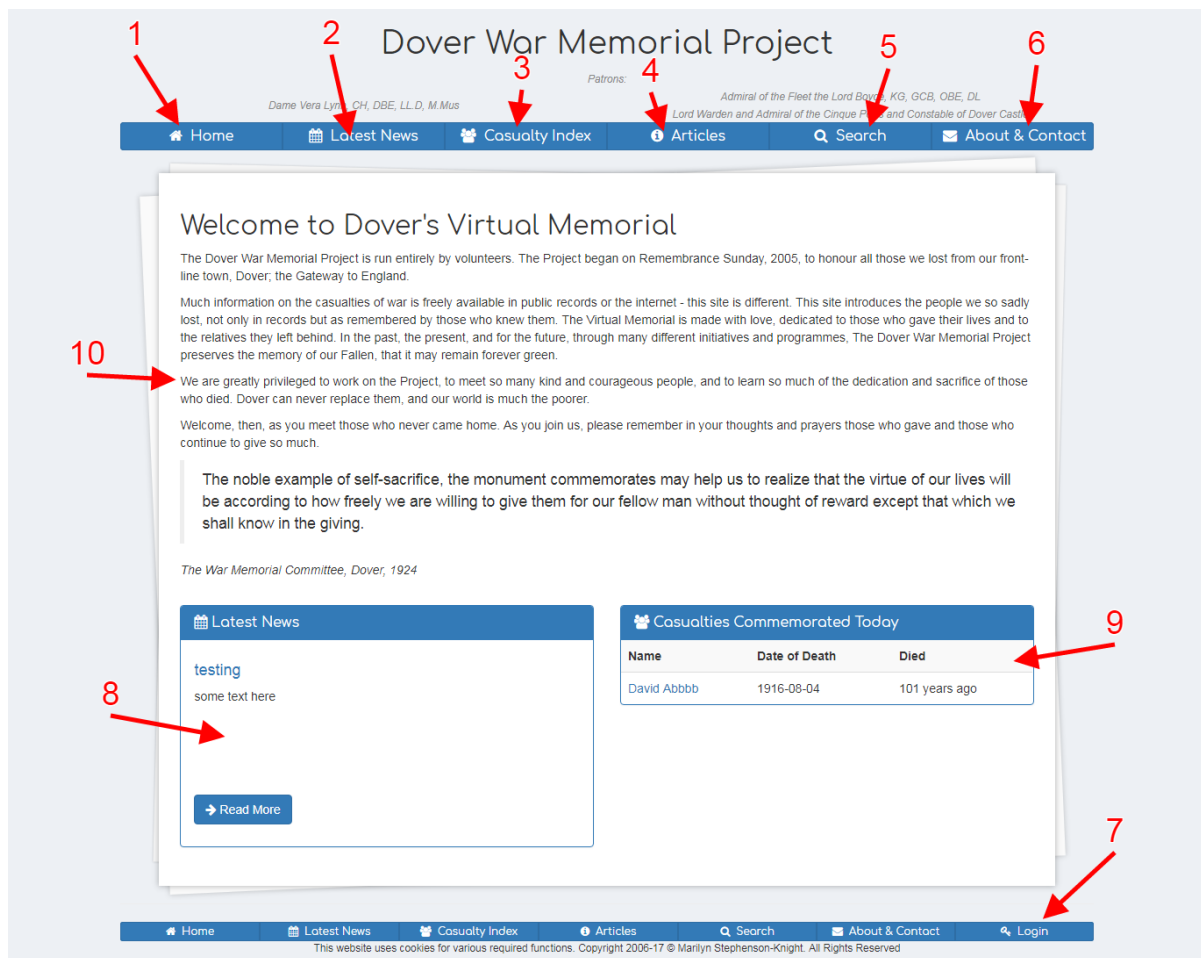 1
2
3
4
5
6
Dover War Memorial Project
Patrons:
Dame Vera Lynn, CH, DBE, LL.D, M.Mus
Admiral of the Fleet the Lord Boyce, KG, GCB, OBE, DL
Lord Warden and Admiral of the Cinque Ports and Constable of Dover Castle
Home Latest News Casualty Index Articles Search About & Contact
Welcome to Dover's Virtual Memorial
The Dover War Memorial Project is run entirely by volunteers. The Project began on Remembrance Sunday, 2005, to honour all those we lost from our front-
line town, Dover; the Gateway to England.
Much information on the casualties of war is freely available in public records or the internet - this site is different. This site introduces the people we so sadly
lost, not only in records but as remembered by those who knew them. The Virtual Memorial is made with love, dedicated to those who gave their lives and to
the relatives they left behind. In the past, the present, and for the future, through many different initiatives and programmes, The Dover War Memorial Project
preserves the memory of our Fallen, that it may remain forever green.
10
We are greatly privileged to work on the Project, to meet so many kind and courageous people, and to learn so much of the dedication and sacrifice of those
who died. Dover can never replace them, and our world is much the poorer.
Welcome, then, as you meet those who never came home. As you join us, please remember in your thoughts and prayers those who gave and those who
continue to give so much.
The noble example of self-sacrifice, the monument commemorates may help us to realize that the virtue of our lives will
be according to how freely we are willing to give them for our fellow man without thought of reward except that which we
shall know in the giving.
The War Memorial Committee, Dover, 1924
Latest News
testing
some text here
8
Read More
Casualties Commemorated Today
9
Name Date of Death Died
David Abbbb 1916-08-04 101 years ago
7
Home Latest News Casualty Index Articles Search About & Contact Login
This website uses cookies for various required functions. Copyright 2006-17 © Marilyn Stephenson-Knight. All Rights Reserved